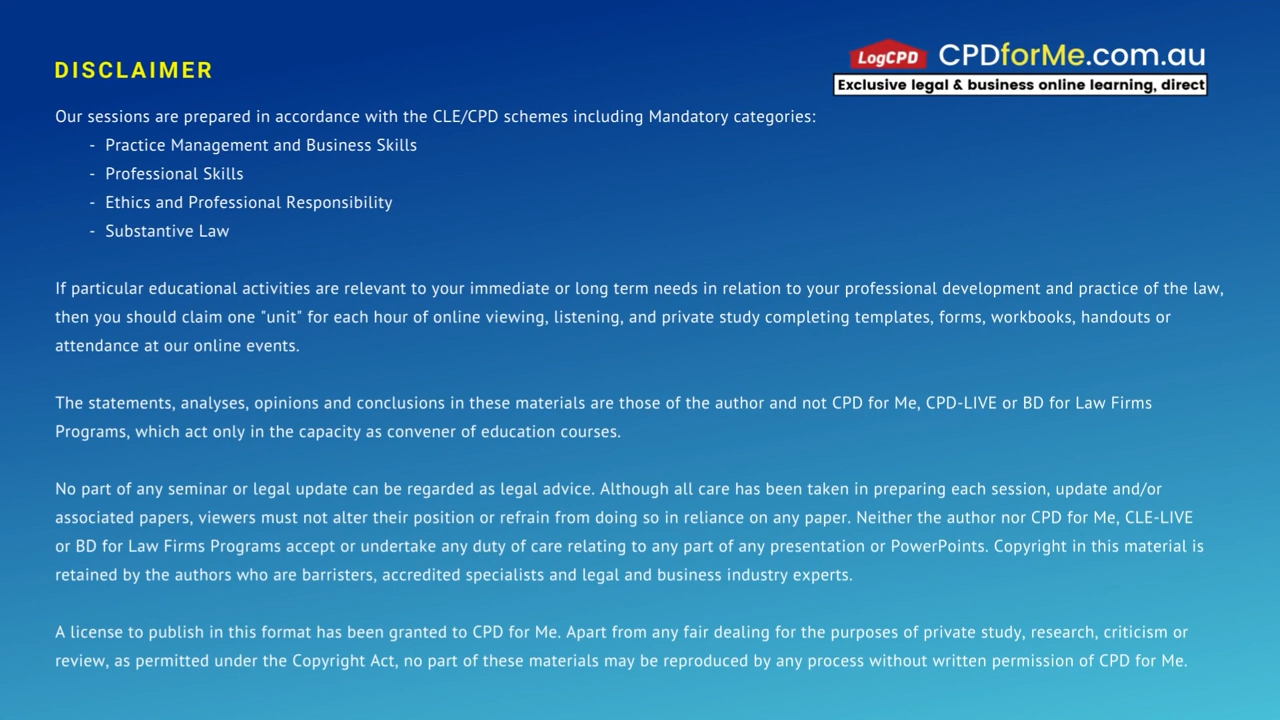 LogCPD CPDforMe.com.au
Exclusive legal & business online learning, direct
DISCLAIMER
Our sessions are prepared in accordance with the CLE/CPD schemes including Mandatory categories:
- Practice Management and Business Skills
- Professional Skills
- Ethics and Professional Responsibility
- Substantive Law
If particular educational activities are relevant to your immediate or long term needs in relation to your professional development and practice of the law,
then you should claim one "unit" for each hour of online viewing, listening, and private study completing templates, forms, workbooks, handouts or
attendance at our online events.
The statements, analyses, opinions and conclusions in these materials are those of the author and not CPD for Me, CPD-LIVE or BD for Law Firms
Programs, which act only in the capacity as convener of education courses.
No part of any seminar or legal update can be regarded as legal advice. Although all care has been taken in preparing each session, update and/or
associated papers, viewers must not alter their position or refrain from doing so in reliance on any paper. Neither the author nor CPD for Me, CLE-LIVE
or BD for Law Firms Programs accept or undertake any duty of care relating to any part of any presentation or PowerPoints. Copyright in this material is
retained by the authors who are barristers, accredited specialists and legal and business industry experts.
A license to publish in this format has been granted to CPD for Me. Apart from any fair dealing for the purposes of private study, research, criticism or
review, as permitted under the Copyright Act, no part of these materials may be reproduced by any process without written permission of CPD for Me.